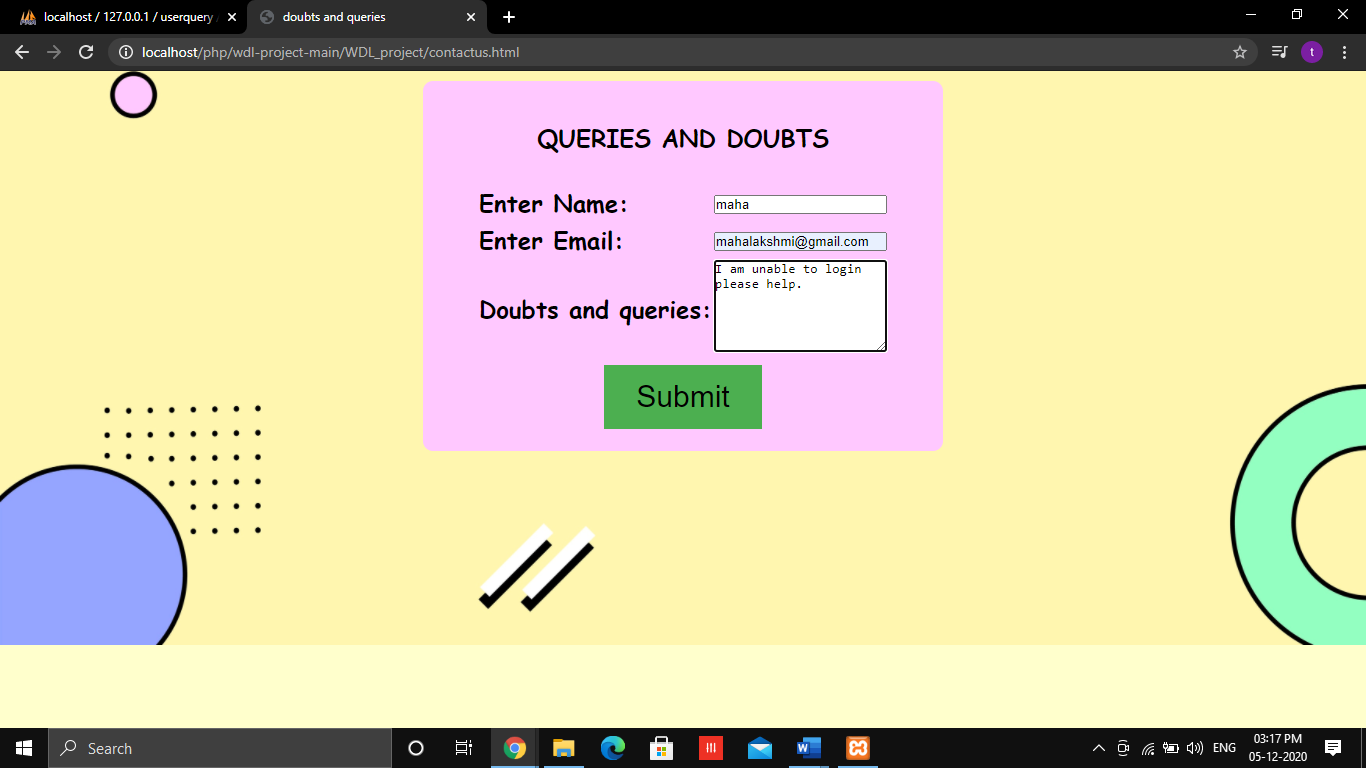 localhost / 127.0.0.1 / userquery
doubts and queries
localhost/php/wdl-project-main/WDL_project/contactus.html
t
QUERIES AND DOUBTS
Enter Name: maha
Enter Email: mahalakshmi@gmail.com
Doubts and queries: I am unable to login
please help.
Submit
Search
ENG
03:17 PM
05-12-2020